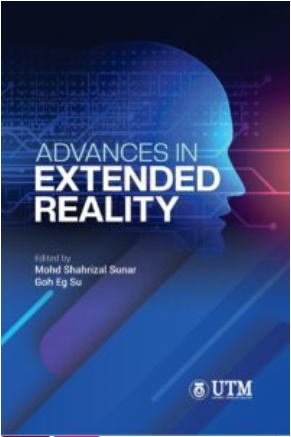 ADVANCES IN
EXTENDED
REALITY
Edited by
Mohd Shahrizal Sunar
Goh Eg Su
UTM